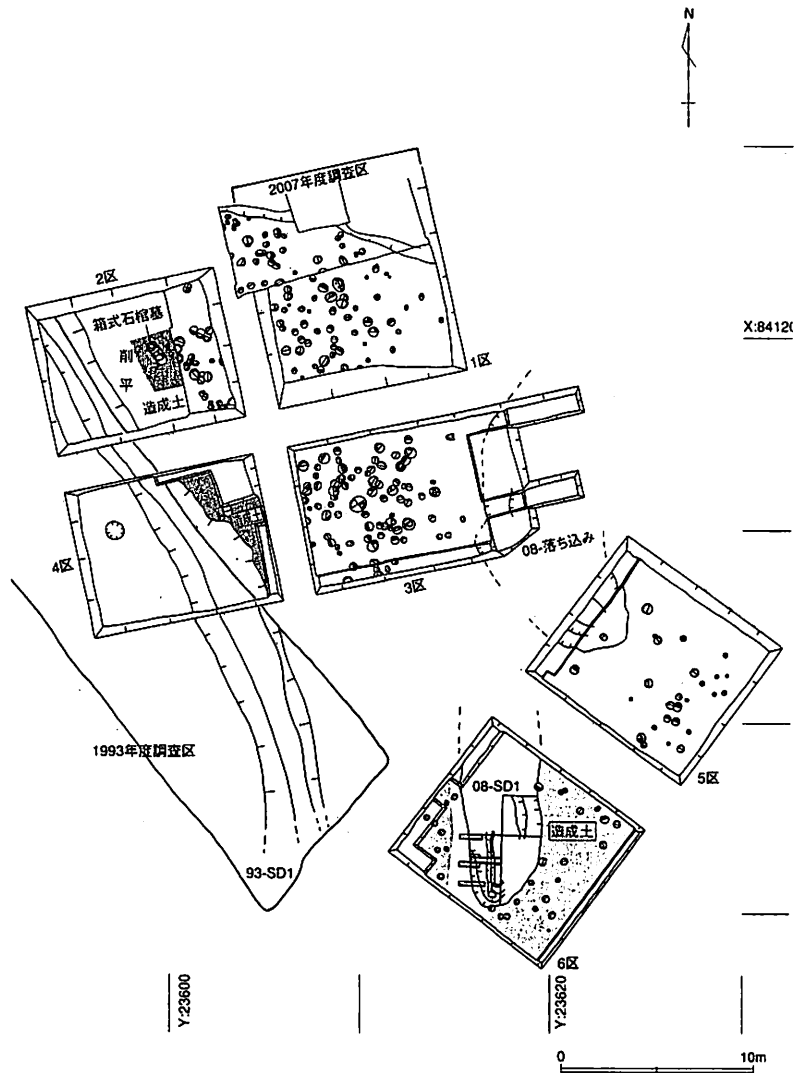 N
2007年度調査区
2区
箱式石棺墓
削平
造成土
X:84120
1区
4区
3区
08-落ち込み
1993年度調査区
08-SD1
造成土
5区
93-SD1
6区
Y:23600
Y:23620
0 10m